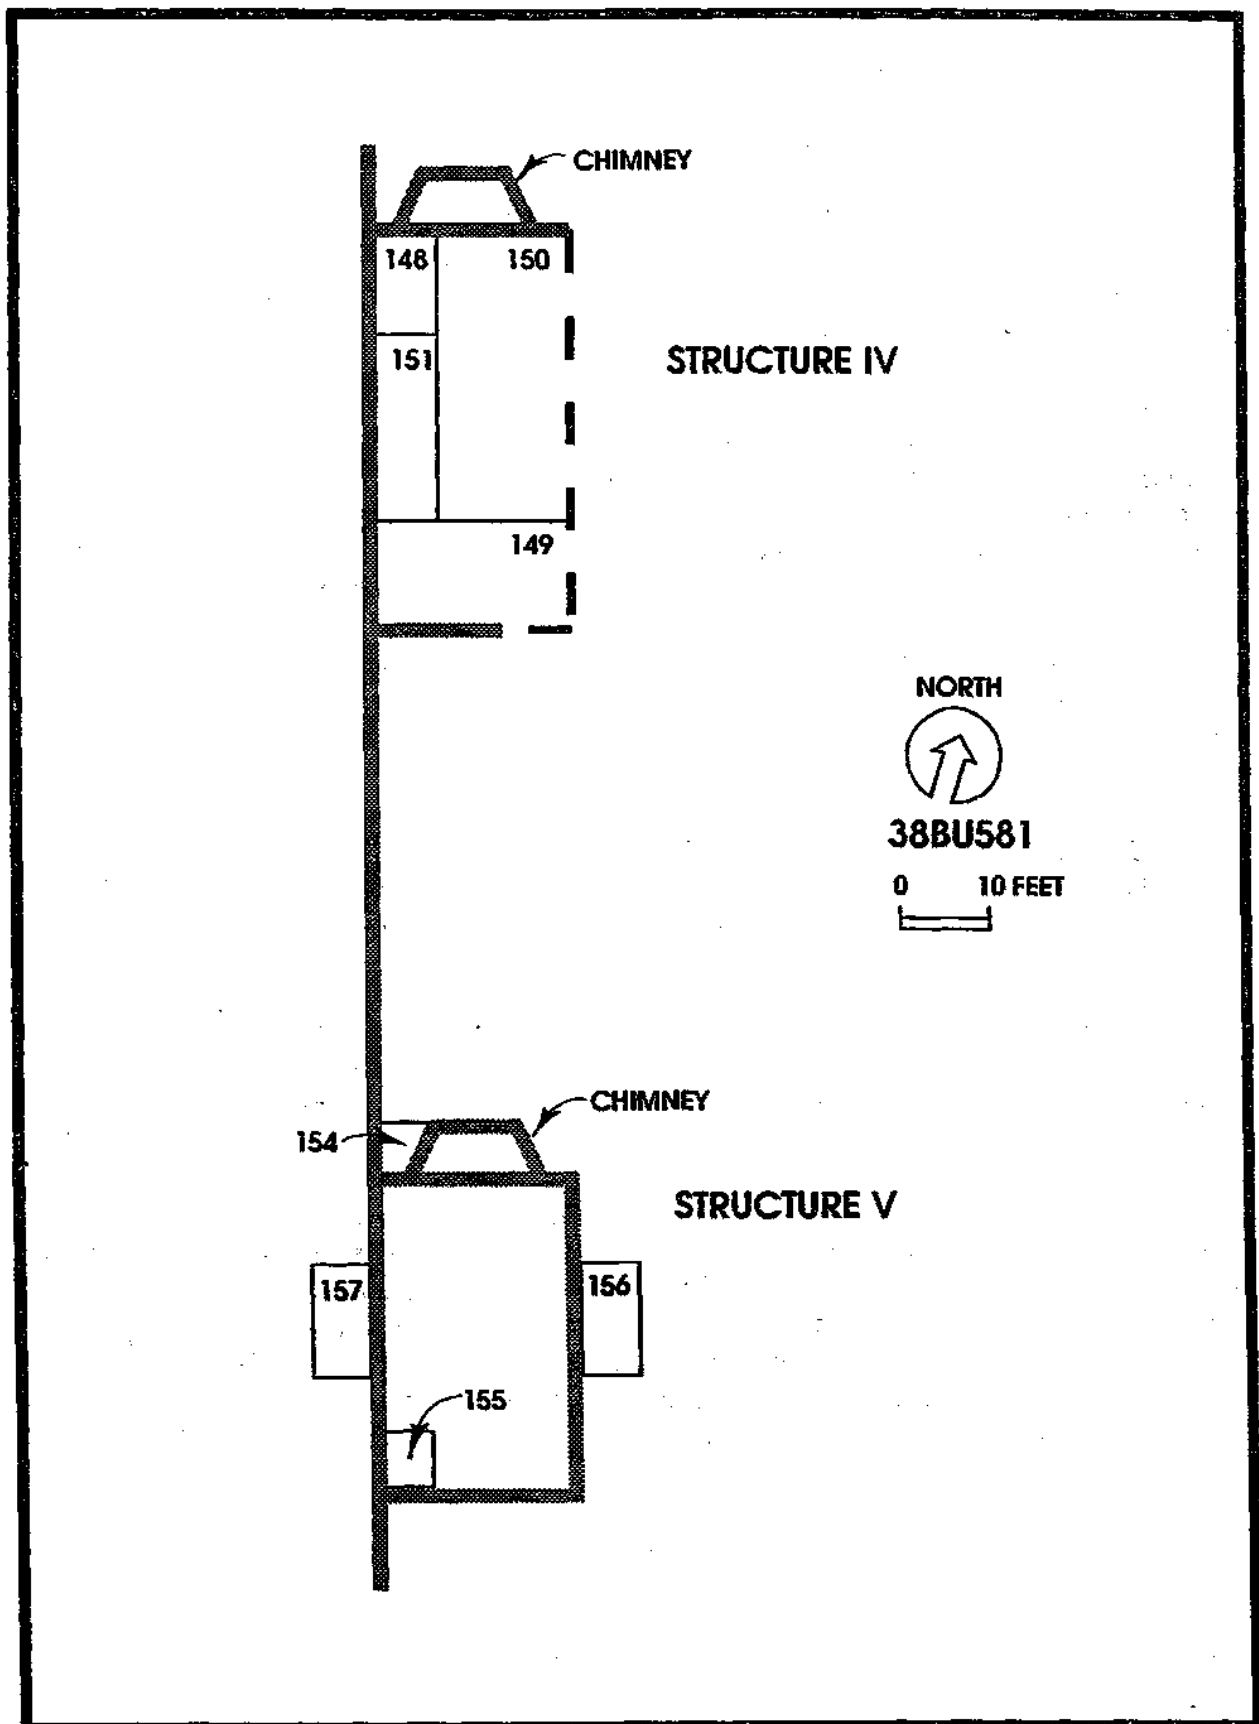 CHIMNEY
148
150
151
STRUCTURE IV
149
NORTH
38BU581
0 10 FEET
CHIMNEY
154
STRUCTURE V
157
156
155